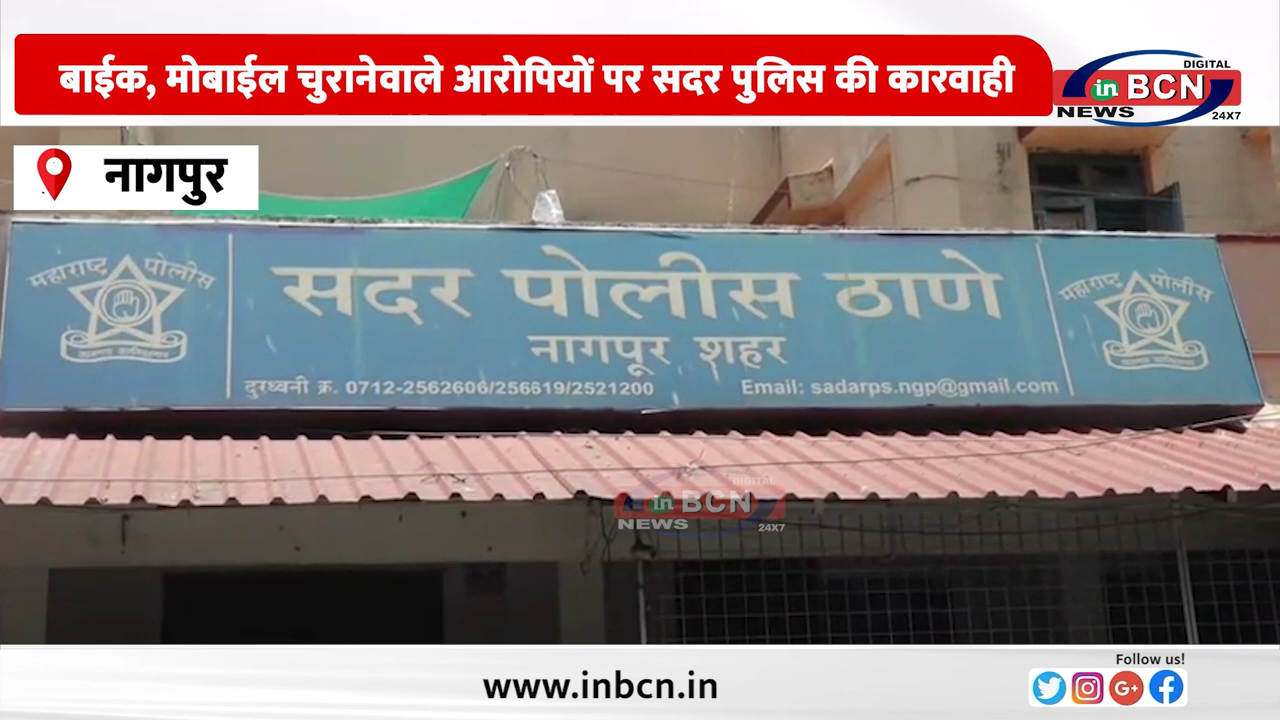 बाईक, मोबाईल चुरानेवाले आरोपियों पर सदर पुलिस की कारवाही
DIGITAL
in BCN
NEWS 24X7
नागपुर
महाराष्ट्र पोलीस
सदर पोलीस ठाणे
महाराष्ट्र पोलीस
नागपूर शहर
दुरध्वनी क्र. 0712-2562606/256619/2521200
Email: sadarps.ngp@gmail.com
DIGITAL
in BCN
NEWS 24X7
Follow us!
www.inbcn.in